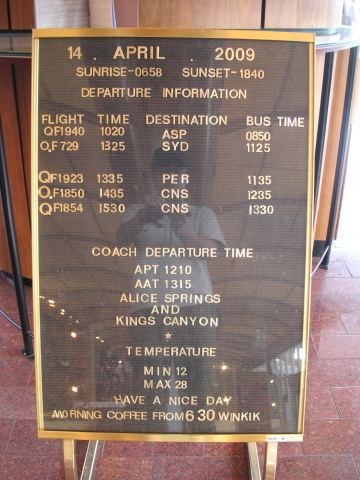 14 . APRIL . 2009
SUNRISE-0658 SUNSET-1840
DEPARTURE INFORMATION
FLIGHT TIME DESTINATION BUS TIME
QF1940 1020 ASP 0850
QF729 1325 SYD 1125
QF1923 1335 PER 1135
QF1850 1435 CNS 1235
QF1854 1530 CNS 1330
COACH DEPARTURE TIME
APT 1210
AAT 1315
ALICE SPRINGS
AND
KINGS CANYON
TEMPERATURE
MIN 12
MAX 28
HAVE A NICE DAY
MORNING COFFEE FROM 6 30 WINKIK